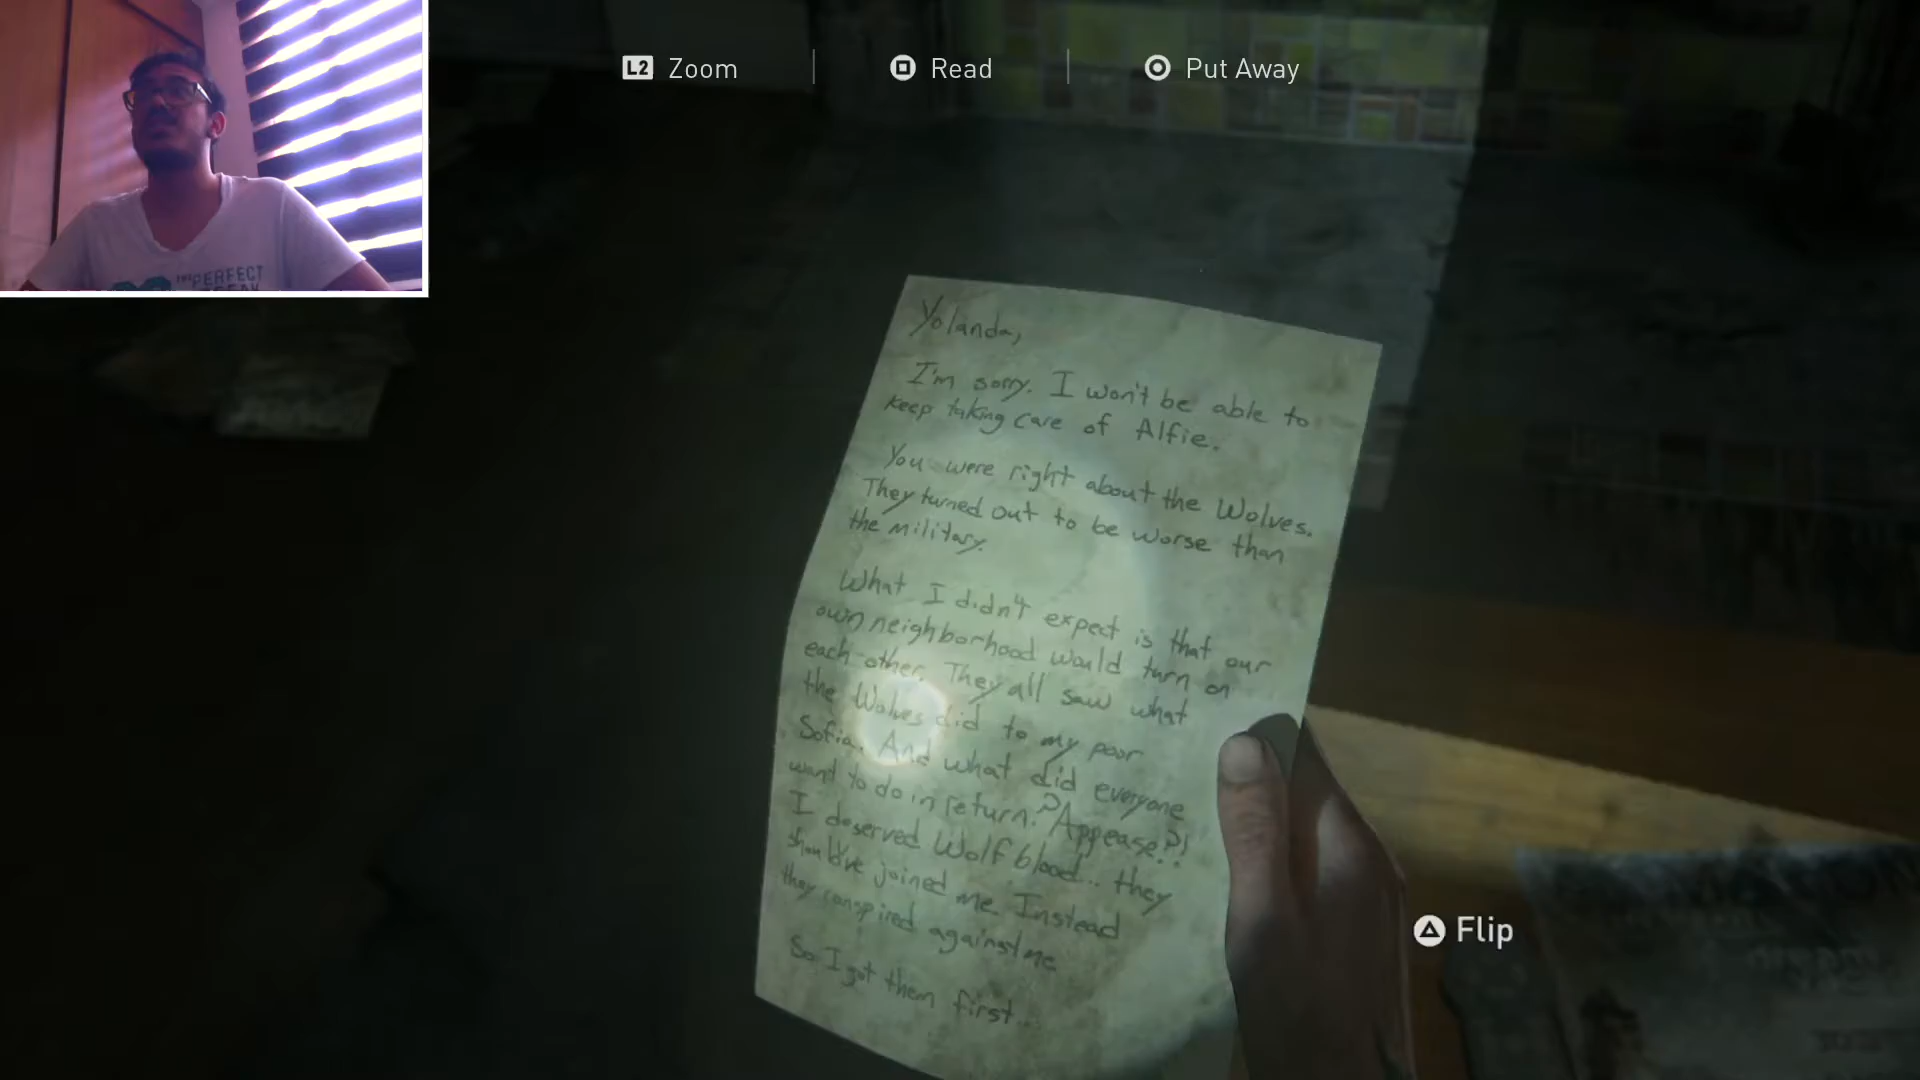 L2 Zoom
Read
Put Away
THE PERFECT
Yolanda,
I'm sorry. I won't be able to
keep taking care of Alfie.
You were right about the Wolves.
They turned out to be worse than
the military.
What I didn't expect is that our
own neighborhood would turn on
each other. They all saw what
the Wolves did to my poor
Sofia. And what did everyone
want to do in return? Appease?!
I deserved Wolf blood... they
should've joined me. Instead
they conspired against me
So I got them first.
Flip